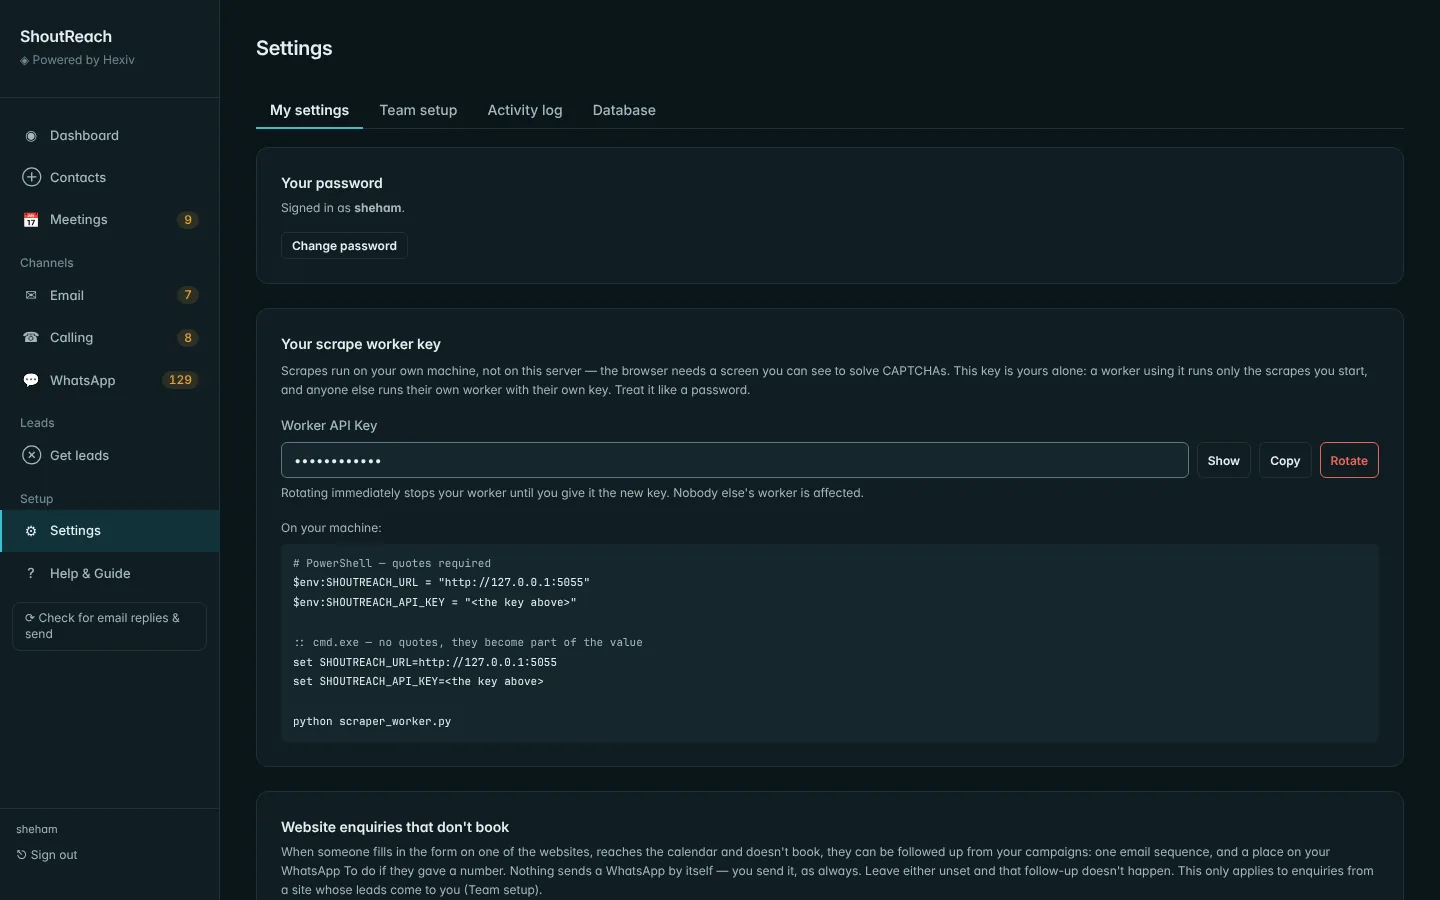 ShoutReach
◈ Powered by Hexiv
Dashboard
Contacts
Meetings 9
Channels
Email 7
Calling 8
WhatsApp 129
Leads
Get leads
Setup
Settings
? Help & Guide
⟳ Check for email replies &
send
sheham
Sign out
Settings
My settings Team setup Activity log Database
Your password
Signed in as sheham.
Change password
Your scrape worker key
Scrapes run on your own machine, not on this server — the browser needs a screen you can see to solve CAPTCHAs. This key is yours alone: a worker using it runs only the scrapes you start,
and anyone else runs their own worker with their own key. Treat it like a password.
Worker API Key
•••••••••••• Show Copy Rotate
Rotating immediately stops your worker until you give it the new key. Nobody else's worker is affected.
On your machine:
# PowerShell — quotes required
$env:SHOUTREACH_URL = "http://127.0.0.1:5055"
$env:SHOUTREACH_API_KEY = "<the key above>"
:: cmd.exe — no quotes, they become part of the value
set SHOUTREACH_URL=http://127.0.0.1:5055
set SHOUTREACH_API_KEY=<the key above>
python scraper_worker.py
Website enquiries that don't book
When someone fills in the form on one of the websites, reaches the calendar and doesn't book, they can be followed up from your campaigns: one email sequence, and a place on your
WhatsApp To do if they gave a number. Nothing sends a WhatsApp by itself — you send it, as always. Leave either unset and that follow-up doesn't happen. This only applies to enquiries from
a site whose leads come to you (Team setup).